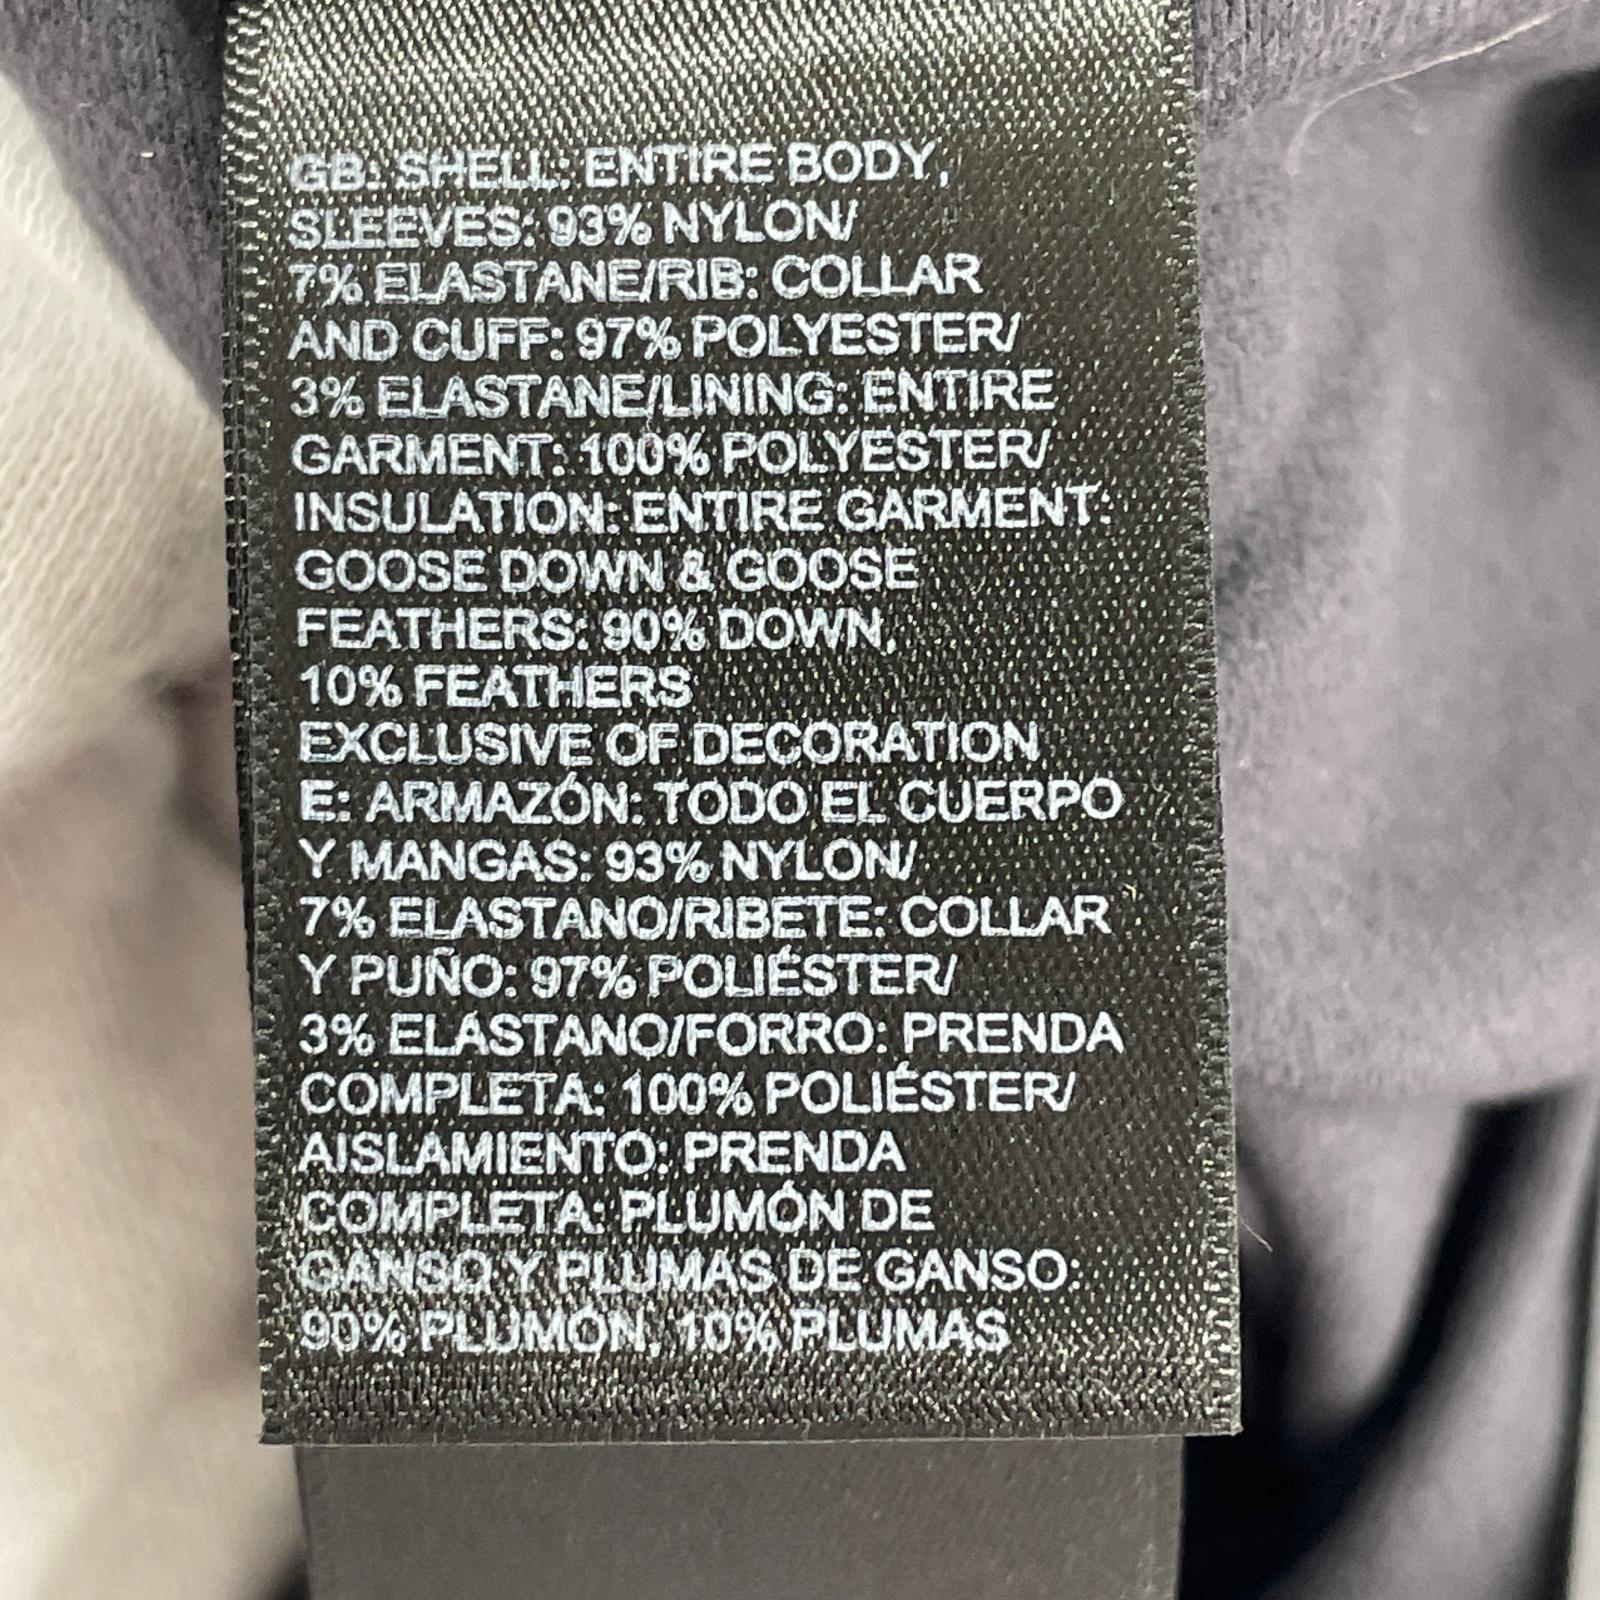 GB: SHELL: ENTIRE BODY,
SLEEVES: 93% NYLON/
7% ELASTANE/RIB: COLLAR
AND CUFF: 97% POLYESTER/
3% ELASTANE/LINING: ENTIRE
GARMENT: 100% POLYESTER/
INSULATION: ENTIRE GARMENT:
GOOSE DOWN & GOOSE
FEATHERS: 90% DOWN,
10% FEATHERS
EXCLUSIVE OF DECORATION
E: ARMAZÓN: TODO EL CUERPO
Y MANGAS: 93% NYLON/
7% ELASTANO/RIBETE: COLLAR
Y PUÑO: 97% POLIÉSTER/
3% ELASTANO/FORRO: PRENDA
COMPLETA: 100% POLIÉSTER/
AISLAMIENTO: PRENDA
COMPLETA: PLUMÓN DE
GANSO Y PLUMAS DE GANSO:
90% PLUMÓN, 10% PLUMAS